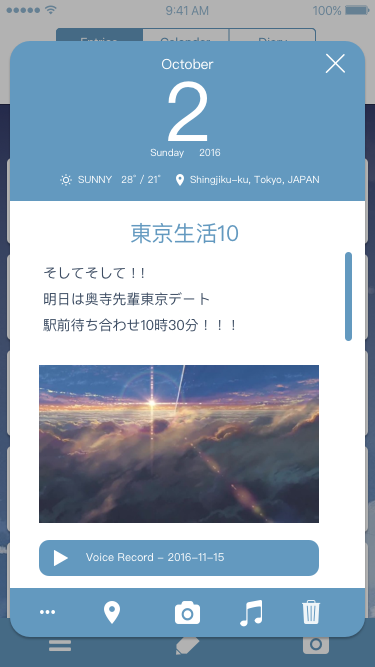 9:41 AM
100%
Entries
Calendar
Diary
October
2
Sunday 2016
SUNNY 28° / 21° Shingjiku-ku, Tokyo, JAPAN
東京生活10
そしてそして！！
明日は奥寺先輩東京デート
駅前待ち合わせ10時30分！！！
Voice Record - 2016-11-15